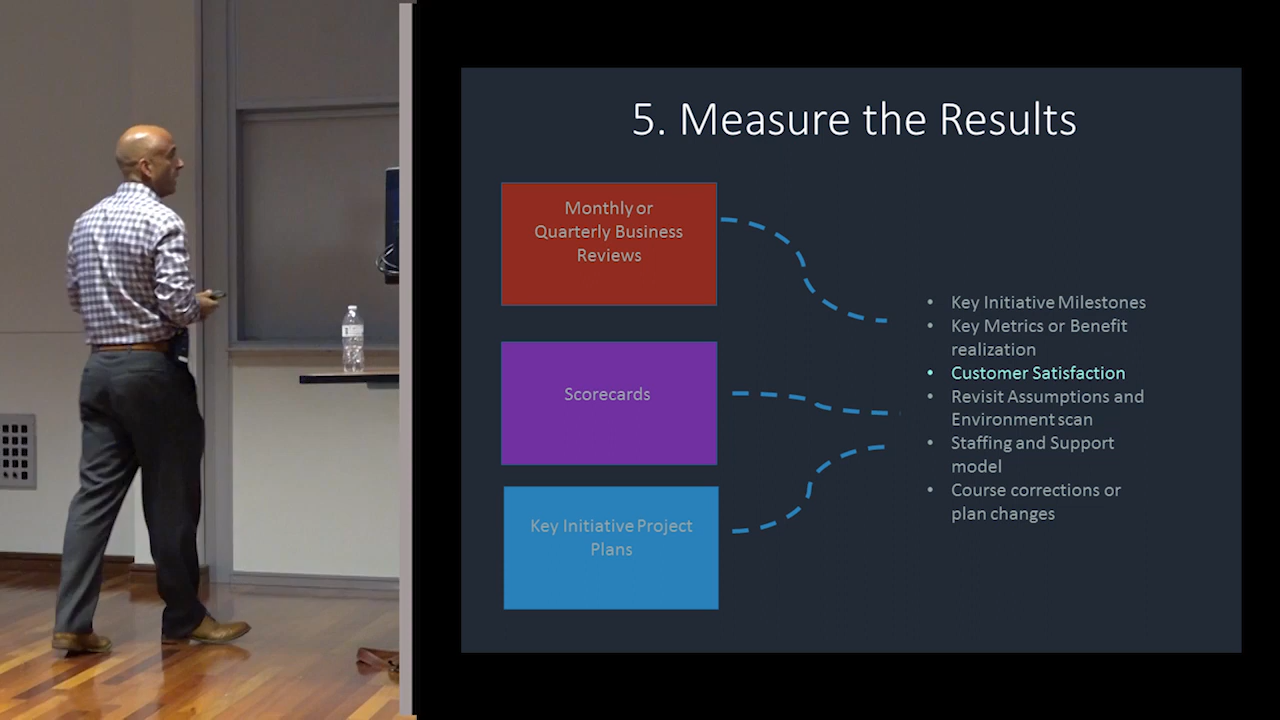 5. Measure the Results
Monthly or
Quarterly Business
Reviews
Scorecards
Key Initiative Project
Plans
• Key Initiative Milestones
• Key Metrics or Benefit
realization
• Customer Satisfaction
• Revisit Assumptions and
Environment scan
• Staffing and Support
model
• Course corrections or
plan changes